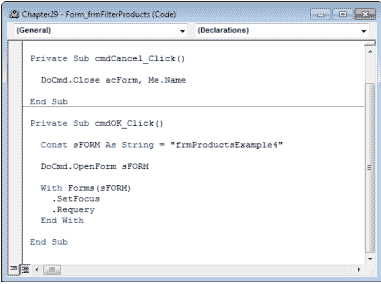 Chapter29 - Form_frmFilterProducts (Code)
(General) (Declarations)
Private Sub cmdCancel_Click()
DoCmd.Close acForm, Me.Name
End Sub
Private Sub cmdOK_Click()
Const sFORM As String = "frmProductsExample4"
DoCmd.OpenForm sFORM
With Forms(sFORM)
.SetFocus
.Requery
End With
End Sub